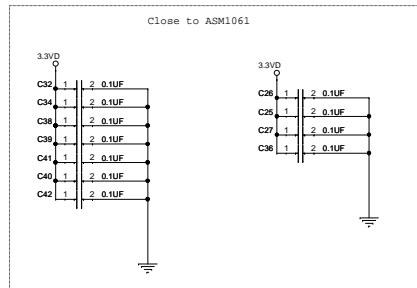 Close to ASM1061
3.3VD
C32 1 2 0.1UF
C34 1 2 0.1UF
C38 1 2 0.1UF
C39 1 2 0.1UF
C41 1 2 0.1UF
C40 1 2 0.1UF
C42 1 2 0.1UF
3.3VD
C26 1 2 0.1UF
C25 1 2 0.1UF
C27 1 2 0.1UF
C36 1 2 0.1UF